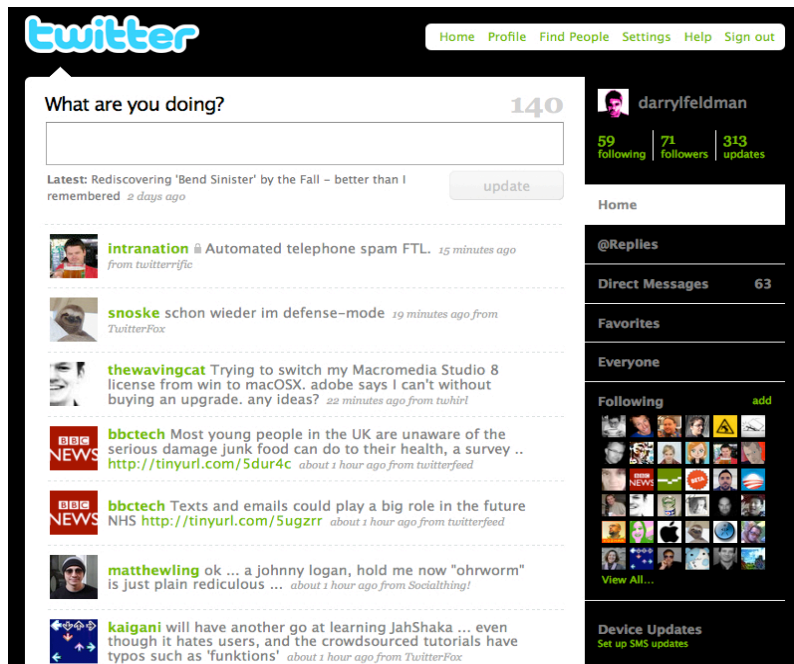 twitter
Home Profile Find People Settings Help Sign out
What are you doing? 140
Latest: Rediscovering 'Bend Sinister' by the Fall – better than I
remembered 2 days ago
update
intranation Automated telephone spam FTL. 15 minutes ago
from twitterrific
snoske schon wieder im defense-mode 19 minutes ago from
TwitterFox
thewavingcat Trying to switch my Macromedia Studio 8
license from win to macOSX. adobe says I can't without
buying an upgrade. any ideas? 22 minutes ago from twhirl
BBC
NEWS
bbctech Most young people in the UK are unaware of the
serious damage junk food can do to their health, a survey ..
http://tinyurl.com/5dur4c about 1 hour ago from twitterfeed
BBC
NEWS
bbctech Texts and emails could play a big role in the future
NHS http://tinyurl.com/5ugzrr about 1 hour ago from twitterfeed
matthewling ok ... a johnny logan, hold me now "ohrworm"
is just plain rediculous ... about 1 hour ago from Socialthing!
kaigani will have another go at learning JahShaka ... even
though it hates users, and the crowdsourced tutorials have
typos such as 'funktions' about 1 hour ago from TwitterFox
darrylfeldman
59 71 313
following followers updates
Home
@Replies
Direct Messages 63
Favorites
Everyone
Following add
BBC
NEWS
BETA
View All...
Device Updates
Set up SMS updates